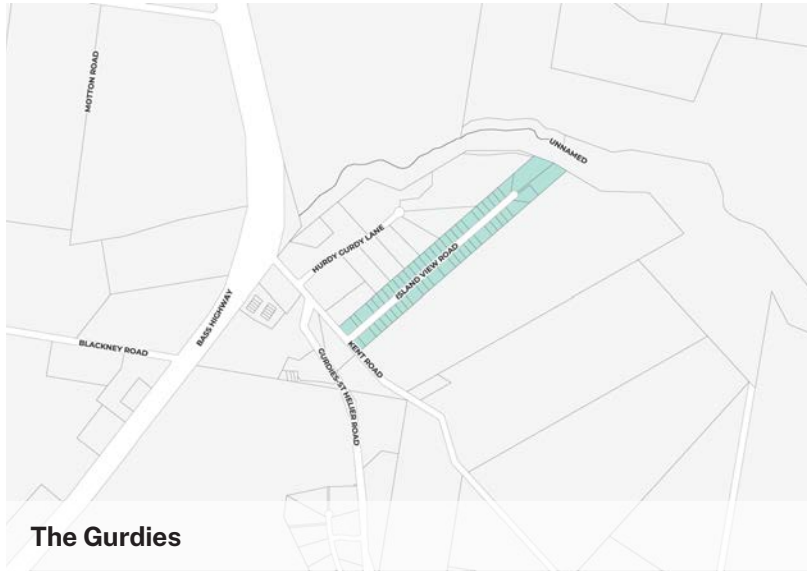 MOTTON ROAD
UNNAMED
HURDY GURDY LANE
ISLAND VIEW ROAD
BASS HIGHWAY
BLACKNEY ROAD
KENT ROAD
GURDIES-ST HELIER ROAD
The Gurdies